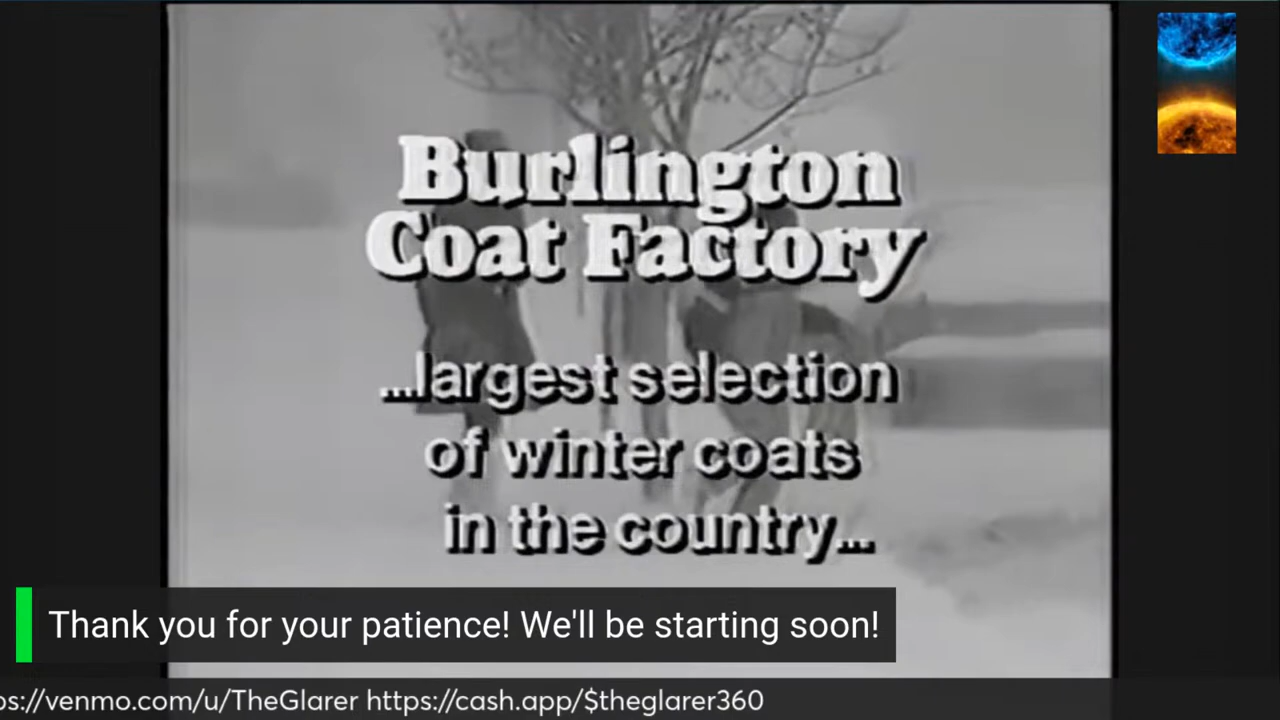 Burlington
Coat Factory
...largest selection
of winter coats
in the country...
Thank you for your patience! We'll be starting soon!
ps://venmo.com/u/TheGlarer https://cash.app/$theglarer360